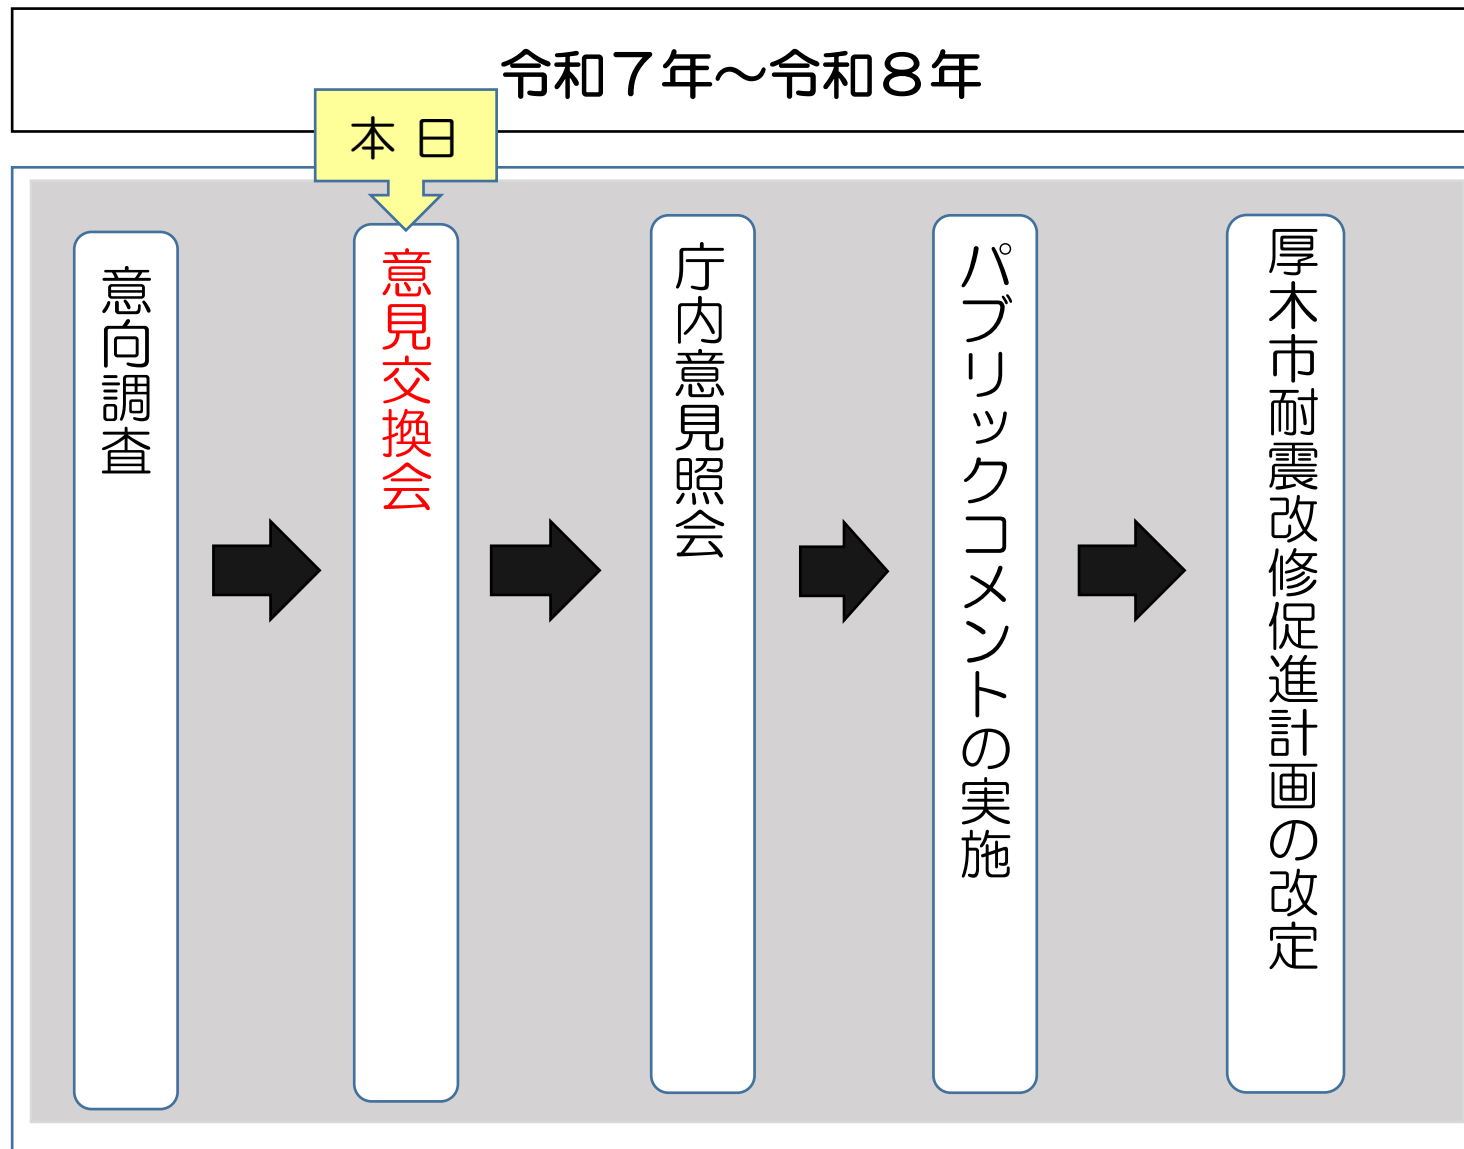 令和７年～令和８年
本日
意向調査
意見交換会
庁内意見照会
パブリックコメントの実施
厚木市耐震改修促進計画の改定